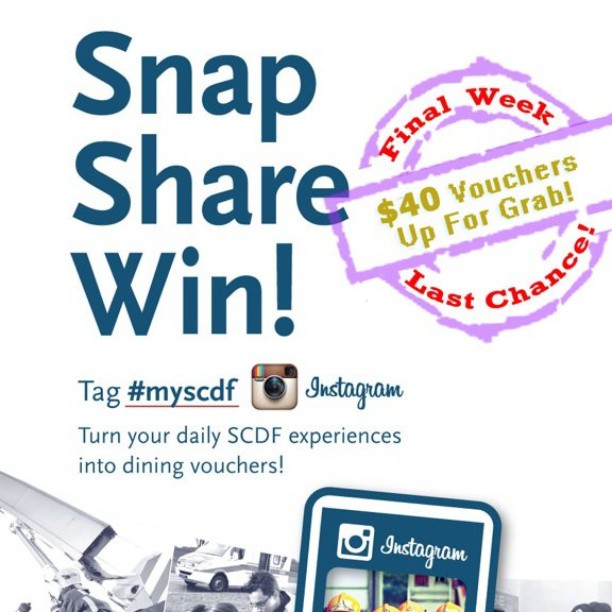 Snap
Share
Win!
Final Week
$40 Vouchers
Up For Grab!
Last Chance!
Tag #myscdf Instagram
Turn your daily SCDF experiences
into dining vouchers!
Instagram